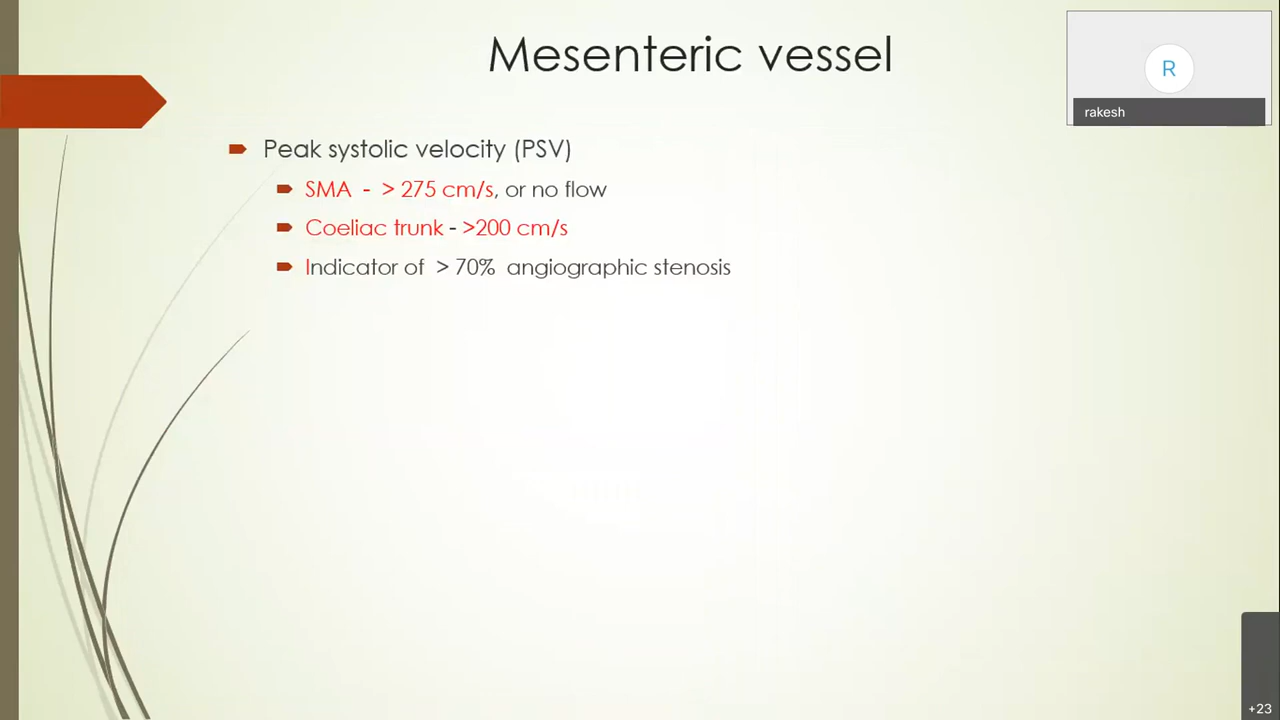 Mesenteric vessel
R
rakesh
Peak systolic velocity (PSV)
SMA - > 275 cm/s, or no flow
Coeliac trunk - >200 cm/s
Indicator of > 70% angiographic stenosis
+23